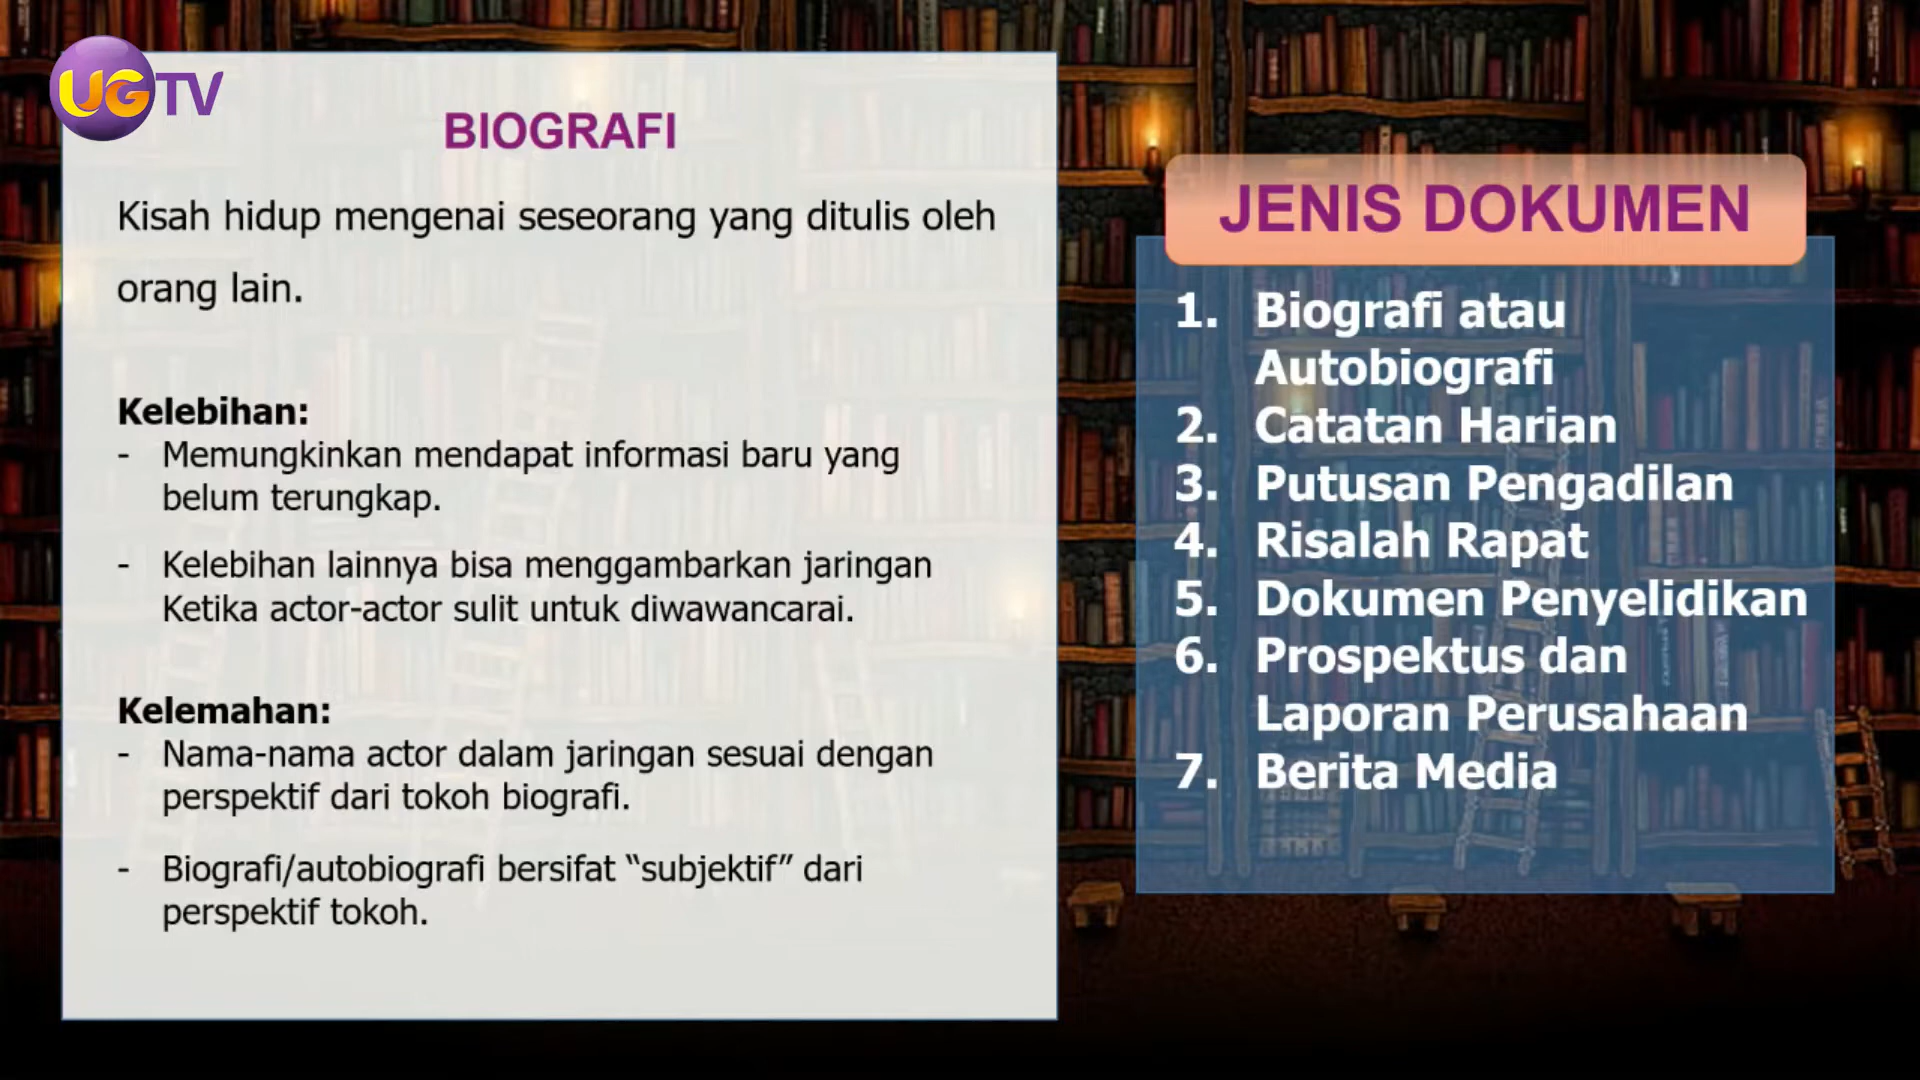 UGTV
BIOGRAFI
Kisah hidup mengenai seseorang yang ditulis oleh
orang lain.
Kelebihan:
- Memungkinkan mendapat informasi baru yang
belum terungkap.
- Kelebihan lainnya bisa menggambarkan jaringan
Ketika actor-actor sulit untuk diwawancarai.
Kelemahan:
- Nama-nama actor dalam jaringan sesuai dengan
perspektif dari tokoh biografi.
- Biografi/autobiografi bersifat “subjektif” dari
perspektif tokoh.
JENIS DOKUMEN
1. Biografi atau
Autobiografi
2. Catatan Harian
3. Putusan Pengadilan
4. Risalah Rapat
5. Dokumen Penyelidikan
6. Prospektus dan
Laporan Perusahaan
7. Berita Media